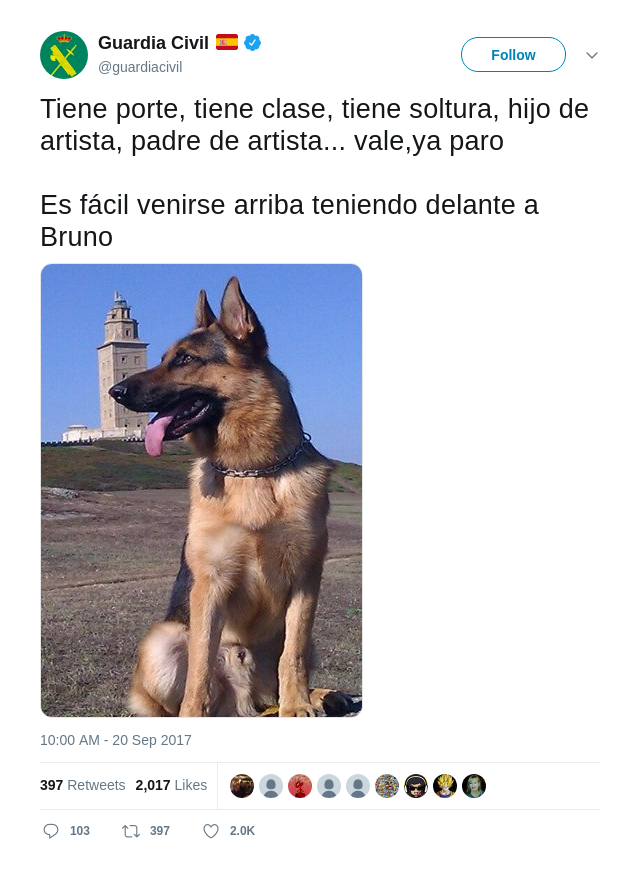 Guardia Civil
@guardiacivil
Follow
Tiene porte, tiene clase, tiene soltura, hijo de
artista, padre de artista... vale,ya paro
Es fácil venirse arriba teniendo delante a
Bruno
10:00 AM - 20 Sep 2017
397 Retweets 2,017 Likes
103 397 2.0K